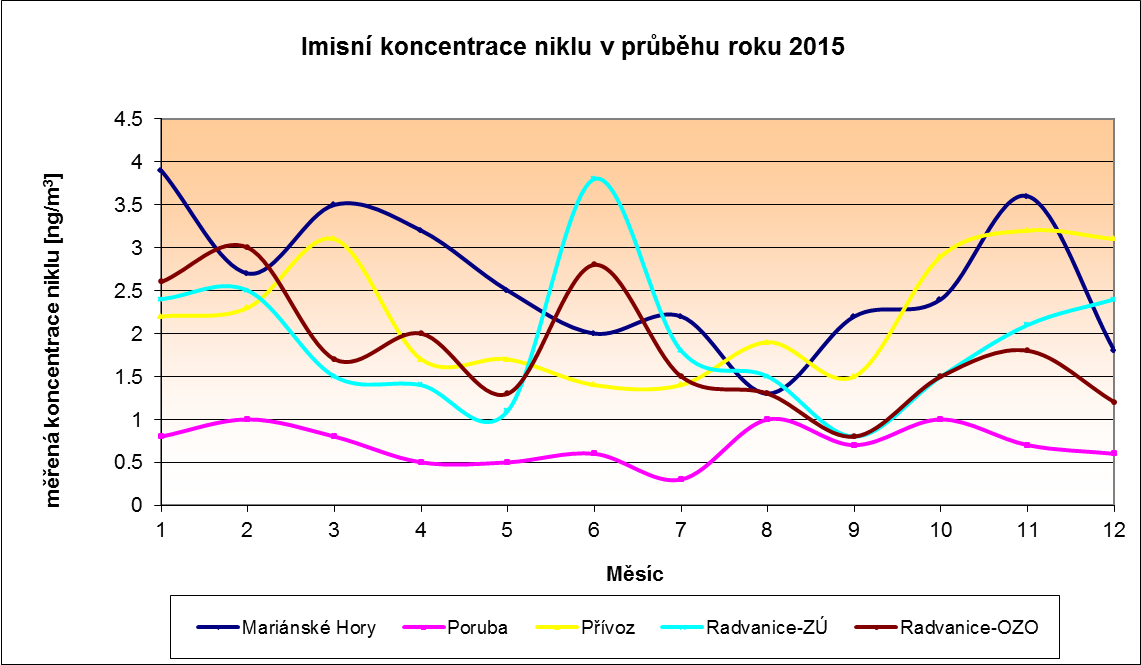 Imisní koncentrace niklu v průběhu roku 2015
měřená koncentrace niklu [ng/m³]
4.5
4
3.5
3
2.5
2
1.5
1
0.5
0
1 2 3 4 5 6 7 8 9 10 11 12
Měsíc
Mariánské Hory Poruba Přívoz Radvanice-ZÚ Radvanice-OZO